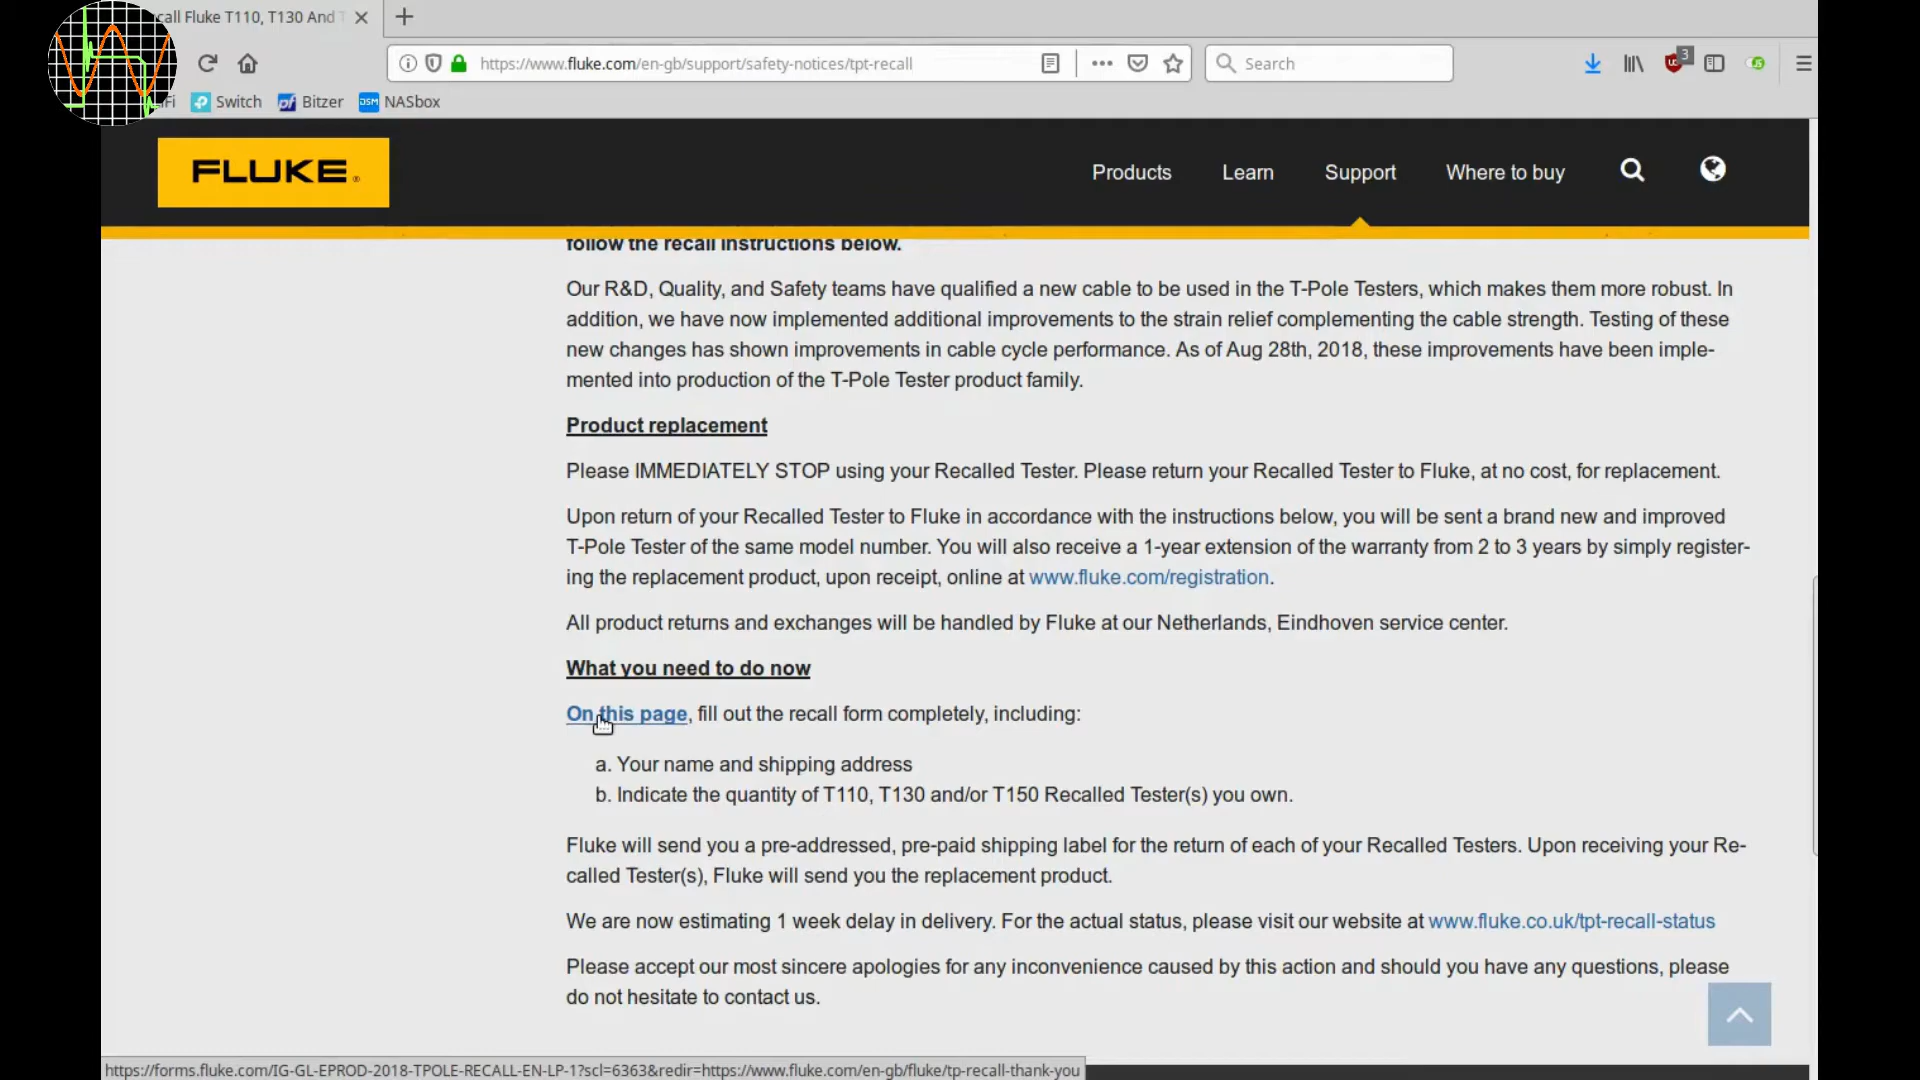 call Fluke T110, T130 And T
https://www.fluke.com/en-gb/support/safety-notices/tpt-recall
Search
3
Fi
Switch
Bitzer
NASbox
FLUKE
Products
Learn
Support
Where to buy
follow the recall instructions below.
Our R&D, Quality, and Safety teams have qualified a new cable to be used in the T-Pole Testers, which makes them more robust. In
addition, we have now implemented additional improvements to the strain relief complementing the cable strength. Testing of these
new changes has shown improvements in cable cycle performance. As of Aug 28th, 2018, these improvements have been imple-
mented into production of the T-Pole Tester product family.
Product replacement
Please IMMEDIATELY STOP using your Recalled Tester. Please return your Recalled Tester to Fluke, at no cost, for replacement.
Upon return of your Recalled Tester to Fluke in accordance with the instructions below, you will be sent a brand new and improved
T-Pole Tester of the same model number. You will also receive a 1-year extension of the warranty from 2 to 3 years by simply register-
ing the replacement product, upon receipt, online at www.fluke.com/registration.
All product returns and exchanges will be handled by Fluke at our Netherlands, Eindhoven service center.
What you need to do now
On this page, fill out the recall form completely, including:
a. Your name and shipping address
b. Indicate the quantity of T110, T130 and/or T150 Recalled Tester(s) you own.
Fluke will send you a pre-addressed, pre-paid shipping label for the return of each of your Recalled Testers. Upon receiving your Re-
called Tester(s), Fluke will send you the replacement product.
We are now estimating 1 week delay in delivery. For the actual status, please visit our website at www.fluke.co.uk/tpt-recall-status
Please accept our most sincere apologies for any inconvenience caused by this action and should you have any questions, please
do not hesitate to contact us.
https://forms.fluke.com/IG-GL-EPROD-2018-TPOLE-RECALL-EN-LP-1?scl=6363&redir=https://www.fluke.com/en-gb/fluke/tp-recall-thank-you